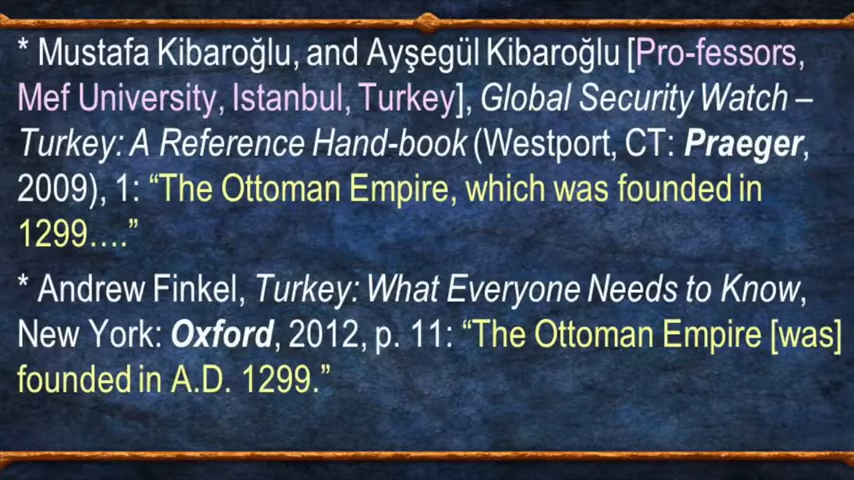 * Mustafa Kibaroğlu, and Ayşegül Kibaroğlu [Pro-fessors,
Mef University, Istanbul, Turkey], Global Security Watch –
Turkey: A Reference Hand-book (Westport, CT: Praeger,
2009), 1: “The Ottoman Empire, which was founded in
1299….”
* Andrew Finkel, Turkey: What Everyone Needs to Know,
New York: Oxford, 2012, p. 11: “The Ottoman Empire [was]
founded in A.D. 1299.”